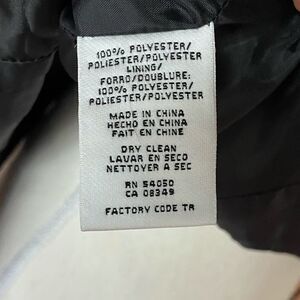 100% POLYESTER/
POLIESTER/POLYESTER
LINING/
FORRO/DOUBLURE:
100% POLYESTER/
POLIESTER/POLYESTER
MADE IN CHINA
HECHO EN CHINA
FAIT EN CHINE
DRY CLEAN
LAVAR EN SECO
NETTOYER A SEC
RN 54050
CA 08349
FACTORY CODE TR